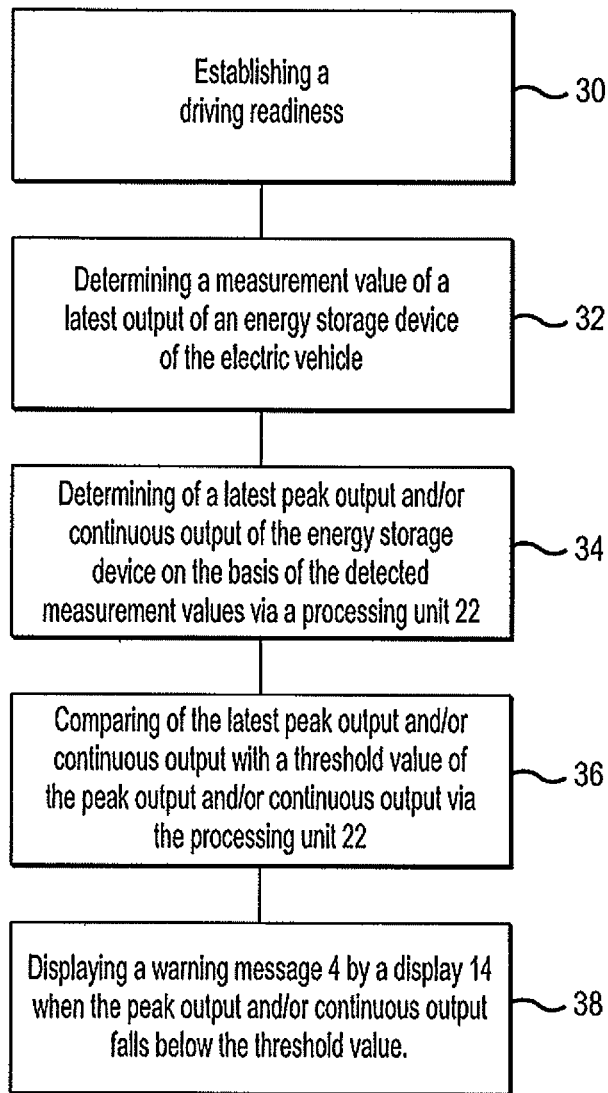 Establishing a
driving readiness
30
Determining a measurement value of a
latest output of an energy storage device
of the electric vehicle
32
Determining of a latest peak output and/or
continuous output of the energy storage
device on the basis of the detected
measurement values via a processing unit 22
34
Comparing of the latest peak output and/or
continuous output with a threshold value of
the peak output and/or continuous output via
the processing unit 22
36
Displaying a warning message 4 by a display 14
when the peak output and/or continuous output
falls below the threshold value.
38